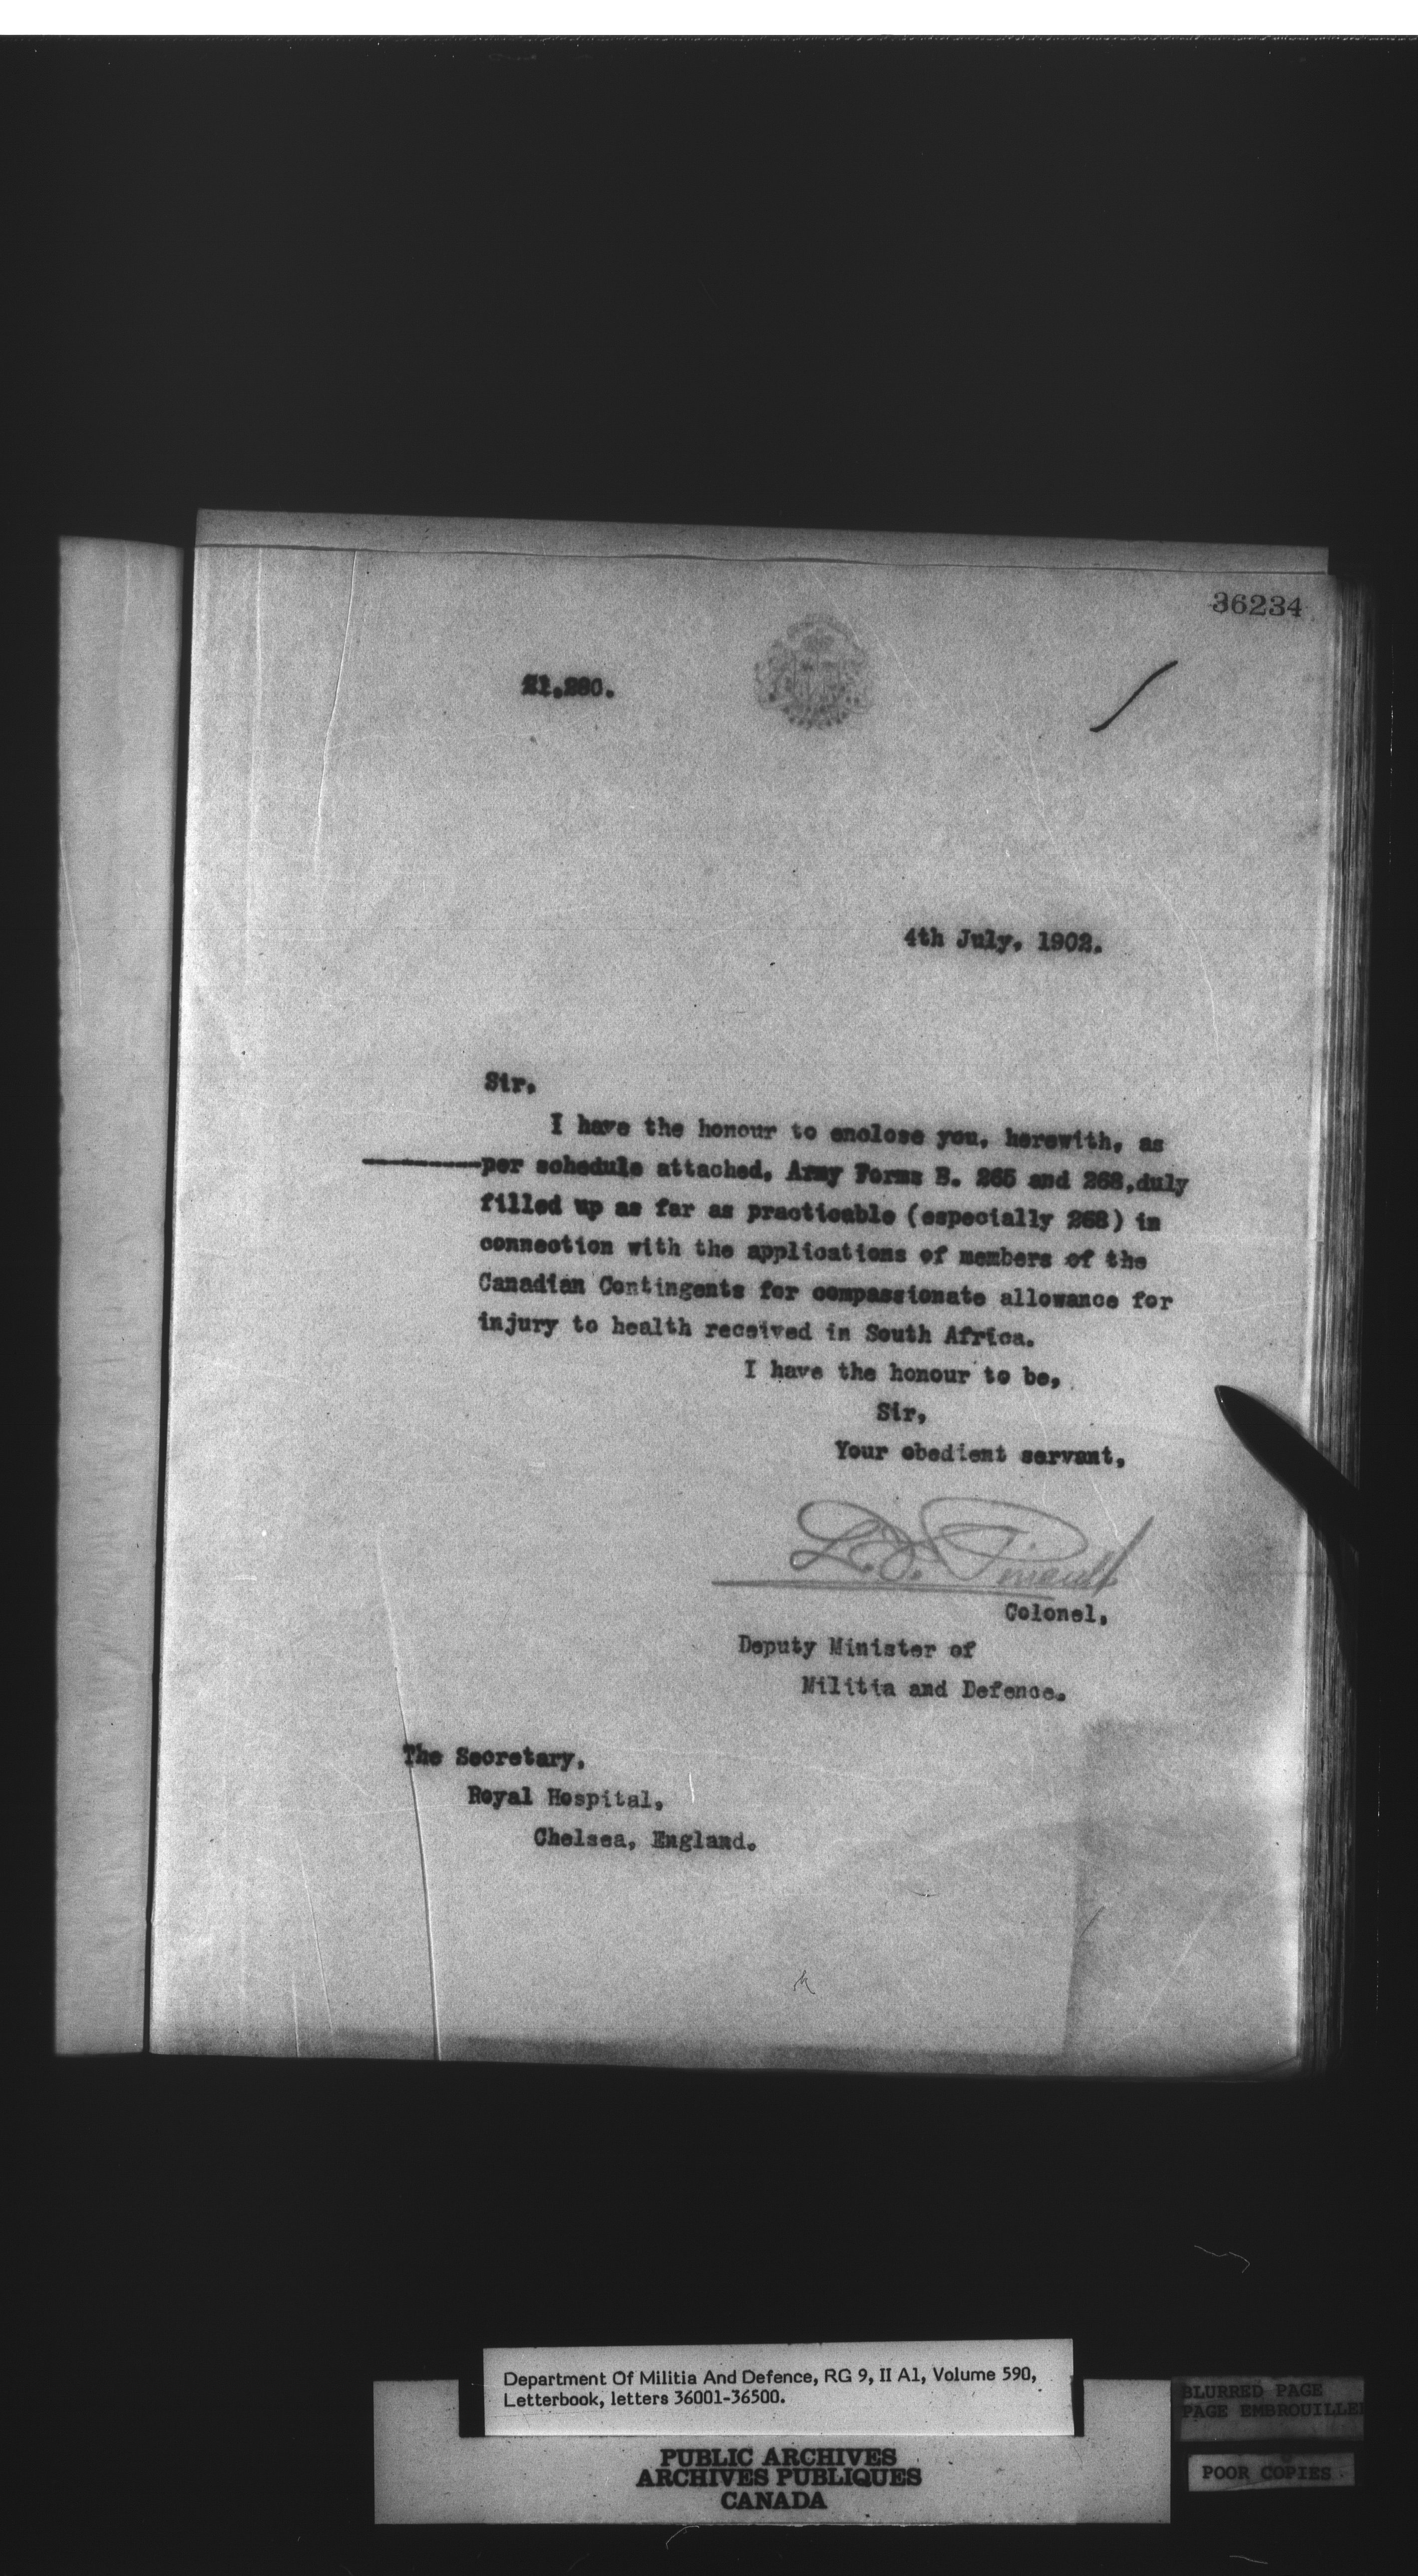 36234
21,280.
4th July, 1902.
Sir,
I have the honour to enclose you, herewith, as
per schedule attached, Army Forms B. 265 and 268,duly
filled up as far as practicable (especially 268) in
connection with the applications of members of the
Canadian Contingents for compassionate allowance for
injury to health received in South Africa.
I have the honour to be,
Sir,
Your obedient servant,
L.F. Pinault
Colonel,
Deputy Minister of
Militia and Defence.
The Secretary,
Royal Hospital,
Chelsea, England.
Department Of Militia And Defence, RG 9, II A1, Volume 590,
Letterbook, letters 36001-36500.
PUBLIC ARCHIVES
ARCHIVES PUBLIQUES
CANADA
BLURRED PAGE
PAGE EMBROUILLEE
POOR COPIES